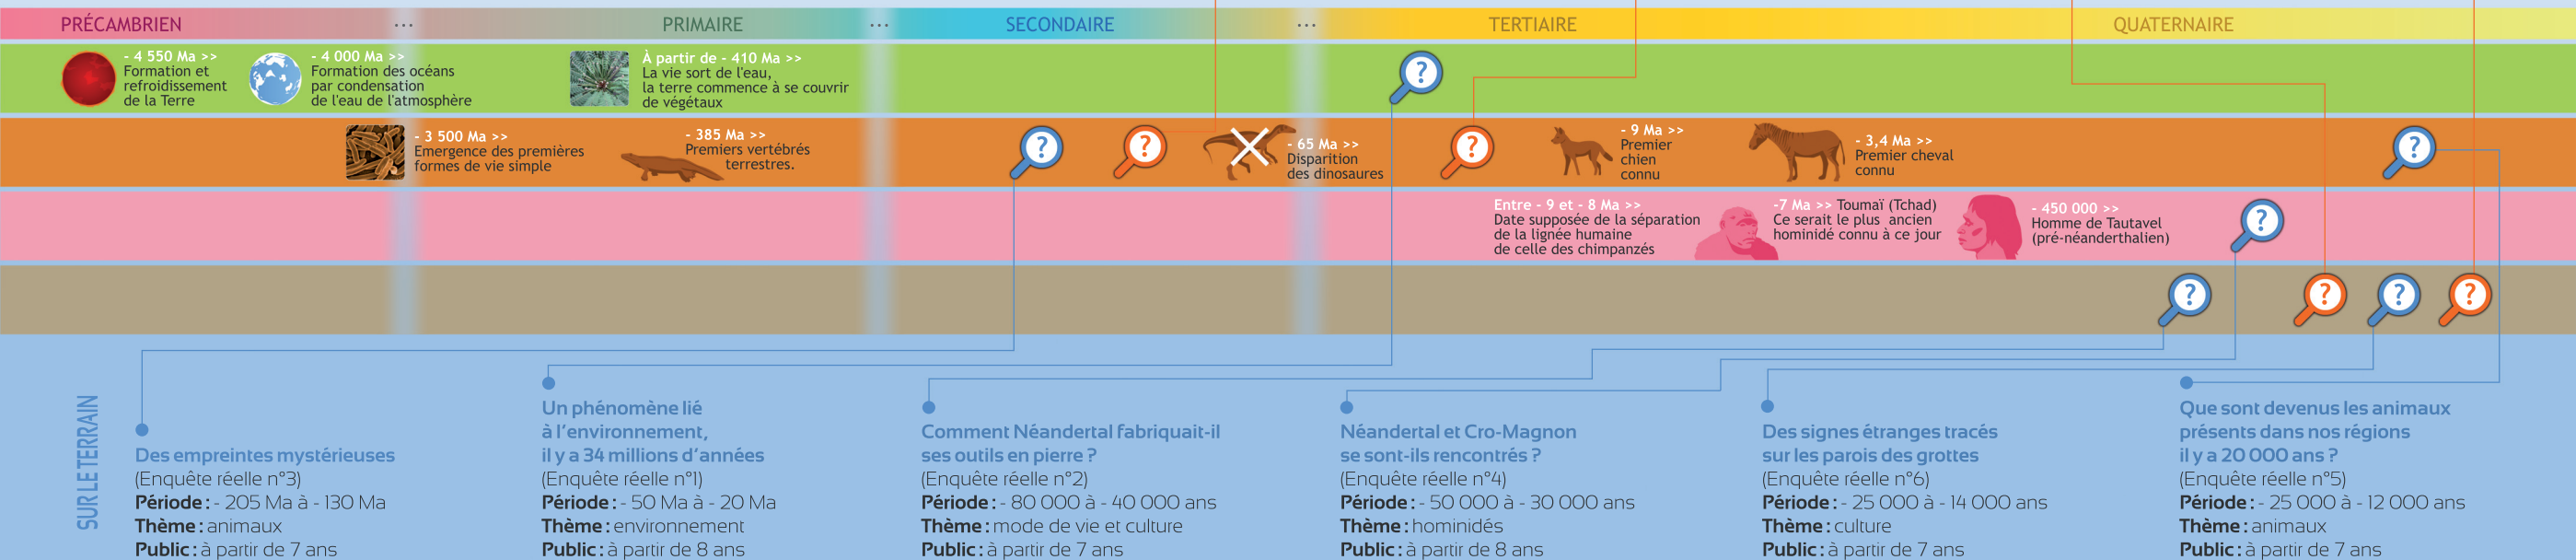 PRÉCAMBRIEN ... PRIMAIRE ... SECONDAIRE ... TERTIAIRE QUATERNAIRE
- 4 550 Ma >>
Formation et
refroidissement
de la Terre
- 4 000 Ma >>
Formation des océans
par condensation
de l'eau de l'atmosphère
À partir de - 410 Ma >>
La vie sort de l'eau,
la terre commence à se couvrir
de végétaux
?
- 3 500 Ma >>
Emergence des premières
formes de vie simple
- 385 Ma >>
Premiers vertébrés
terrestres.
?
?
- 65 Ma >>
Disparition
des dinosaures
?
- 9 Ma >>
Premier
chien
connu
- 3,4 Ma >>
Premier cheval
connu
?
Entre - 9 et - 8 Ma >>
Date supposée de la séparation
de la lignée humaine
de celle des chimpanzés
-7 Ma >> Toumaï (Tchad)
Ce serait le plus ancien
hominidé connu à ce jour
- 450 000 >>
Homme de Tautavel
(pré-néanderthalien)
?
?
?
?
?
SUR LE TERRAIN
Des empreintes mystérieuses
(Enquête réelle n°3)
Période : - 205 Ma à - 130 Ma
Thème : animaux
Public : à partir de 7 ans
Un phénomène lié
à l'environnement,
il y a 34 millions d'années
(Enquête réelle n°1)
Période : - 50 Ma à - 20 Ma
Thème : environnement
Public : à partir de 8 ans
Comment Néandertal fabriquait-il
ses outils en pierre ?
(Enquête réelle n°2)
Période : - 80 000 à - 40 000 ans
Thème : mode de vie et culture
Public : à partir de 7 ans
Néandertal et Cro-Magnon
se sont-ils rencontrés ?
(Enquête réelle n°4)
Période : - 50 000 à - 30 000 ans
Thème : hominidés
Public : à partir de 8 ans
Des signes étranges tracés
sur les parois des grottes
(Enquête réelle n°6)
Période : - 25 000 à - 14 000 ans
Thème : culture
Public : à partir de 7 ans
Que sont devenus les animaux
présents dans nos régions
il y a 20 000 ans ?
(Enquête réelle n°5)
Période : - 25 000 à - 12 000 ans
Thème : animaux
Public : à partir de 7 ans